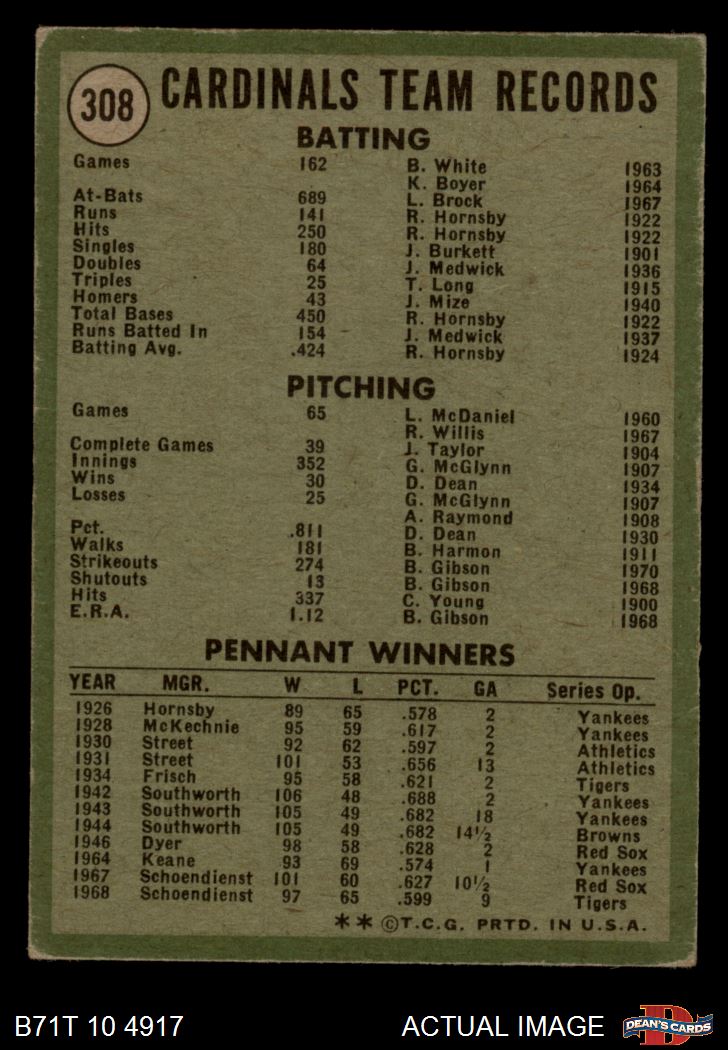 308 CARDINALS TEAM RECORDS
BATTING
Games 162 B. White 1963
K. Boyer 1964
At-Bats 689 L. Brock 1967
Runs 141 R. Hornsby 1922
Hits 250 R. Hornsby 1922
Singles 180 J. Burkett 1901
Doubles 64 J. Medwick 1936
Triples 25 T. Long 1915
Homers 43 J. Mize 1940
Total Bases 450 R. Hornsby 1922
Runs Batted In 154 J. Medwick 1937
Batting Avg. .424 R. Hornsby 1924
PITCHING
Games 65 L. McDaniel 1960
R. Willis 1967
Complete Games 39 J. Taylor 1904
Innings 352 G. McGlynn 1907
Wins 30 D. Dean 1934
Losses 25 G. McGlynn 1907
A. Raymond 1908
Pct. .811 D. Dean 1930
Walks 181 B. Harmon 1911
Strikeouts 274 B. Gibson 1970
Shutouts 13 B. Gibson 1968
Hits 337 C. Young 1900
E.R.A. 1.12 B. Gibson 1968
PENNANT WINNERS
YEAR MGR. W L PCT. GA Series Op.
1926 Hornsby 89 65 .578 2 Yankees
1928 McKechnie 95 59 .617 2 Yankees
1930 Street 92 62 .597 2 Athletics
1931 Street 101 53 .656 13 Athletics
1934 Frisch 95 58 .621 2 Tigers
1942 Southworth 106 48 .688 2 Yankees
1943 Southworth 105 49 .682 18 Yankees
1944 Southworth 105 49 .682 14½ Browns
1946 Dyer 98 58 .628 2 Red Sox
1964 Keane 93 69 .574 1 Yankees
1967 Schoendienst 101 60 .627 10½ Red Sox
1968 Schoendienst 97 65 .599 9 Tigers
** ©T.C.G. PRTD. IN U.S.A.
B71T 10 4917 ACTUAL IMAGE DEAN'S CARDS